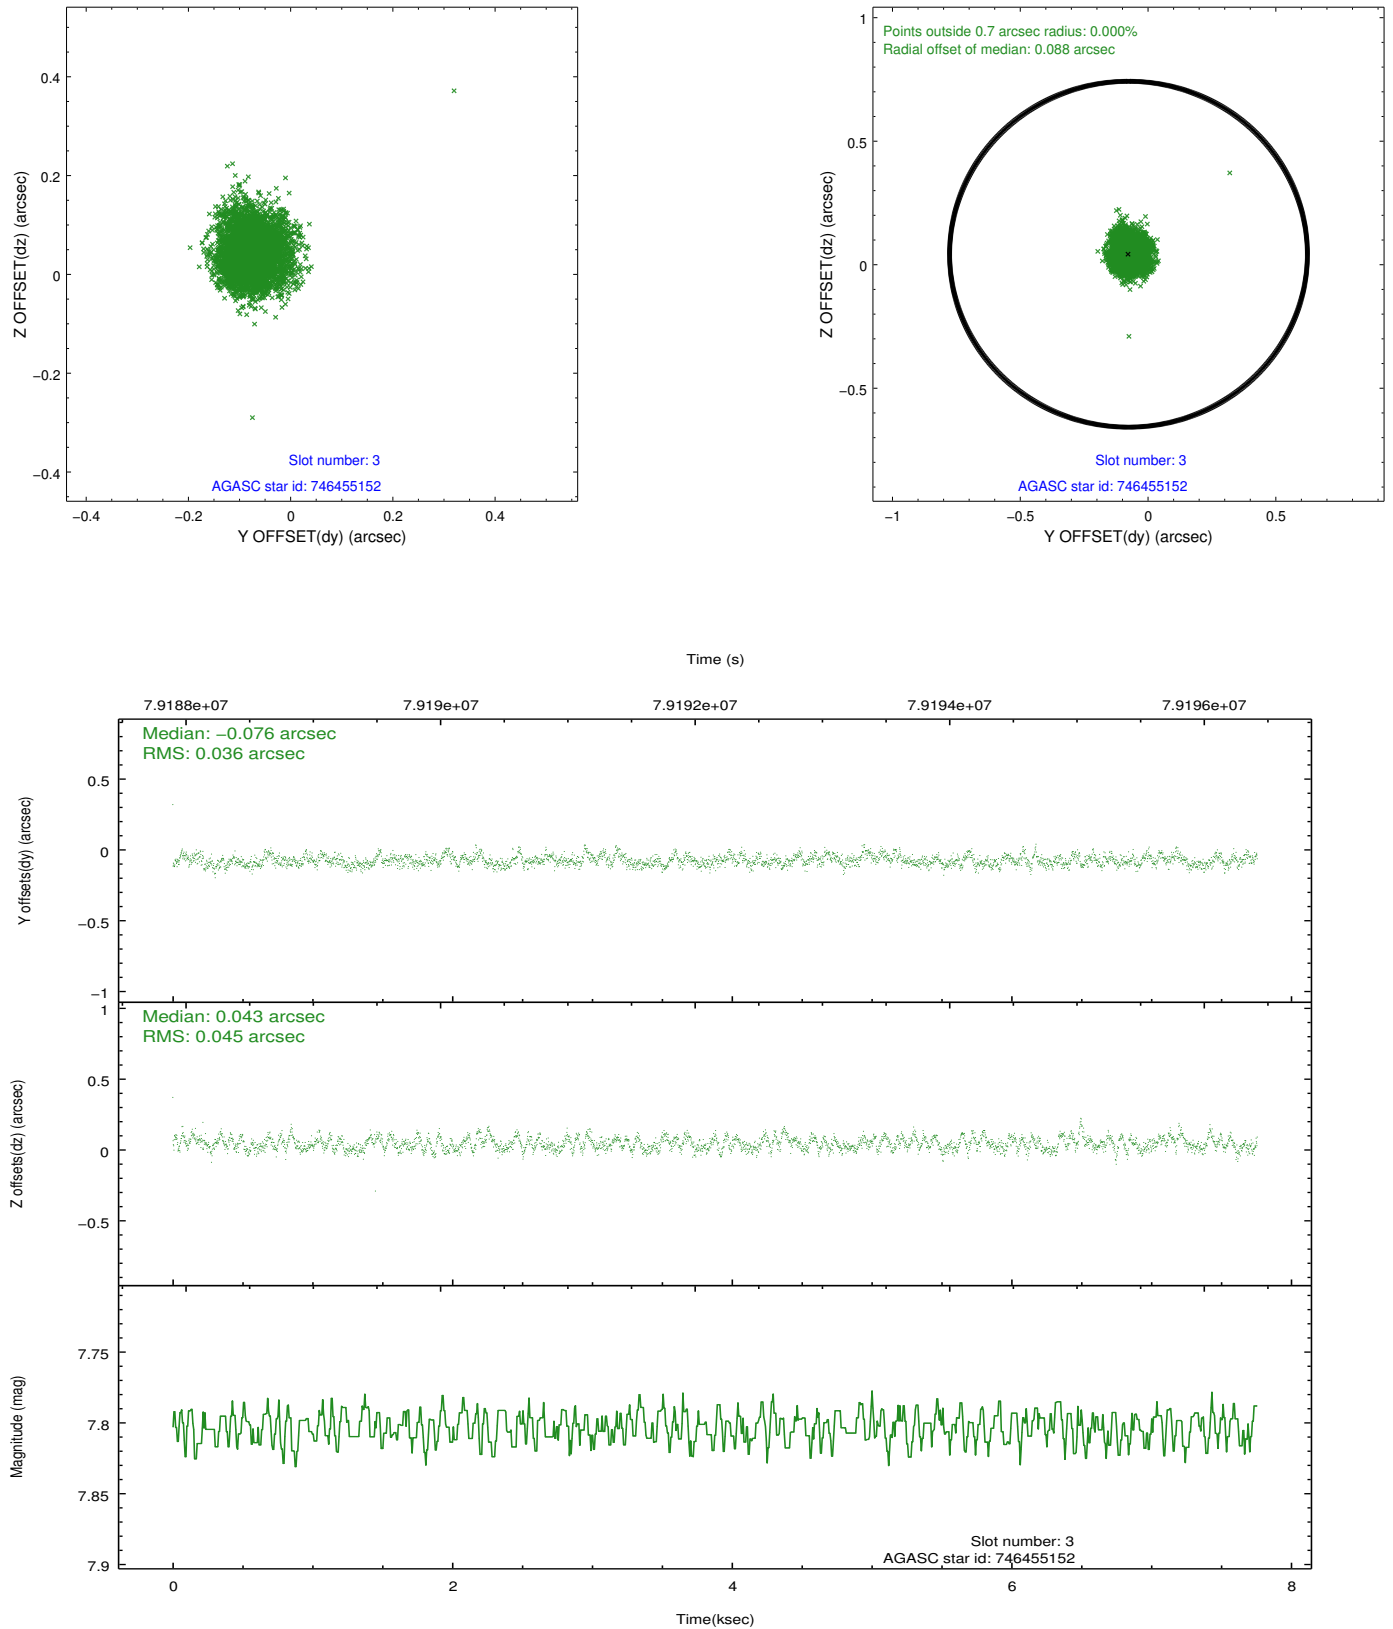 0.4
0.2
0
−0.2
−0.4
Z OFFSET(dz) (arcsec)
Slot number: 3
AGASC star id: 746455152
−0.4 −0.2 0 0.2 0.4
Y OFFSET(dy) (arcsec)
1
0.5
0
−0.5
Z OFFSET(dz) (arcsec)
Points outside 0.7 arcsec radius: 0.000%
Radial offset of median: 0.088 arcsec
Slot number: 3
AGASC star id: 746455152
−1 −0.5 0 0.5
Y OFFSET(dy) (arcsec)
Time (s)
7.9188e+07 7.919e+07 7.9192e+07 7.9194e+07 7.9196e+07
Median: −0.076 arcsec
RMS: 0.036 arcsec
0.5
0
−0.5
−1
Y offsets(dy) (arcsec)
Median: 0.043 arcsec
RMS: 0.045 arcsec
1
0.5
0
−0.5
Z offsets(dz) (arcsec)
7.75
7.8
7.85
7.9
Magnitude (mag)
Slot number: 3
AGASC star id: 746455152
0 2 4 6 8
Time(ksec)